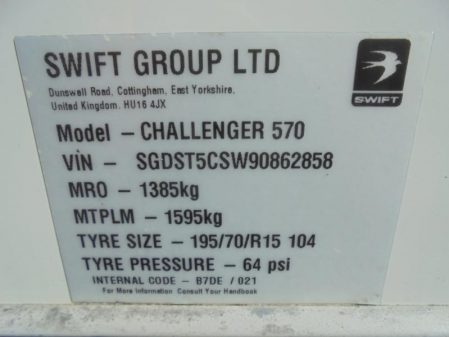 SWIFT GROUP LTD
Dunswell Road, Cottingham, East Yorkshire,
United Kingdom. HU16 4JX
SWIFT
Model – CHALLENGER 570
VIN – SGDST5CSW90862858
MRO – 1385kg
MTPLM – 1595kg
TYRE SIZE – 195/70/R15 104
TYRE PRESSURE – 64 psi
INTERNAL CODE – B7DE / 021
For More Information Consult Your Handbook